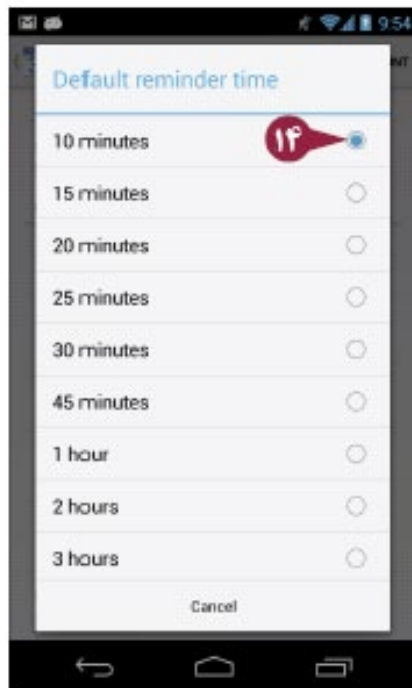 9:54
NT
Default reminder time
10 minutes
۱۴
15 minutes
20 minutes
25 minutes
30 minutes
45 minutes
1 hour
2 hours
3 hours
Cancel